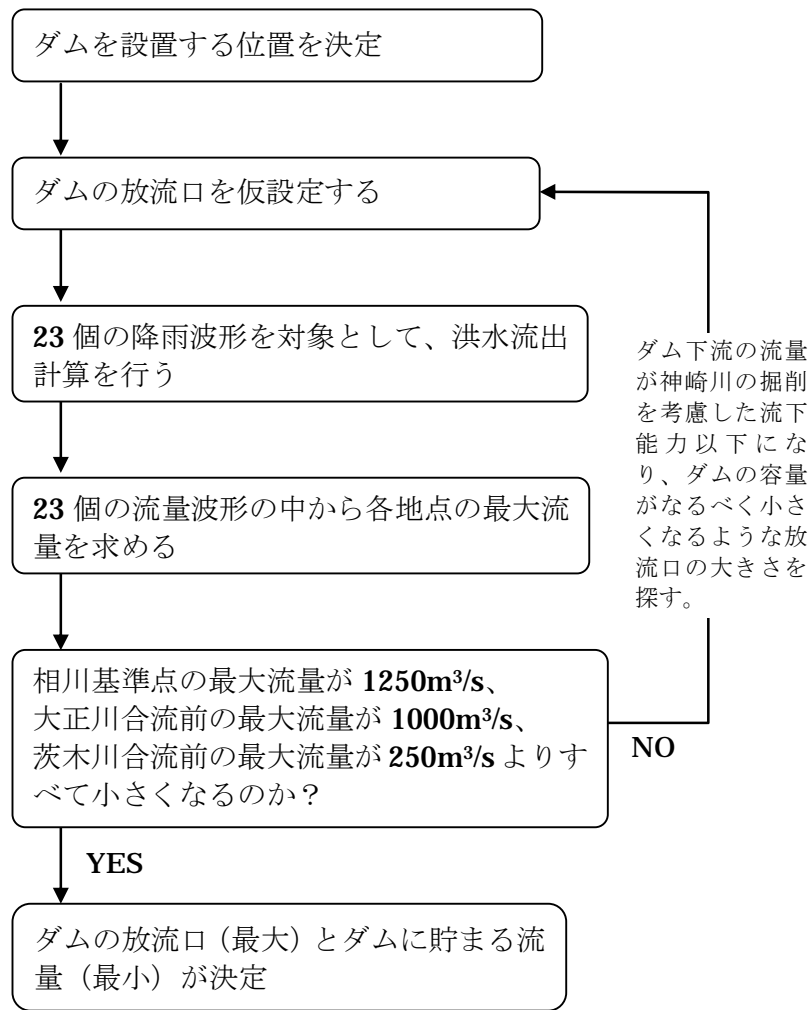 ダムを設置する位置を決定
ダムの放流口を仮設定する
23 個の降雨波形を対象として、洪水流出
計算を行う
23 個の流量波形の中から各地点の最大流
量を求める
相川基準点の最大流量が 1250m³/s、
大正川合流前の最大流量が 1000m³/s、
茨木川合流前の最大流量が 250m³/s よりす
べて小さくなるのか？
NO
ダム下流の流量
が神崎川の掘削
を考慮した流下
能力以下にな
り、ダムの容量
がなるべく小さ
くなるような放
流口の大きさを
探す。
YES
ダムの放流口（最大）とダムに貯まる流
量（最小）が決定